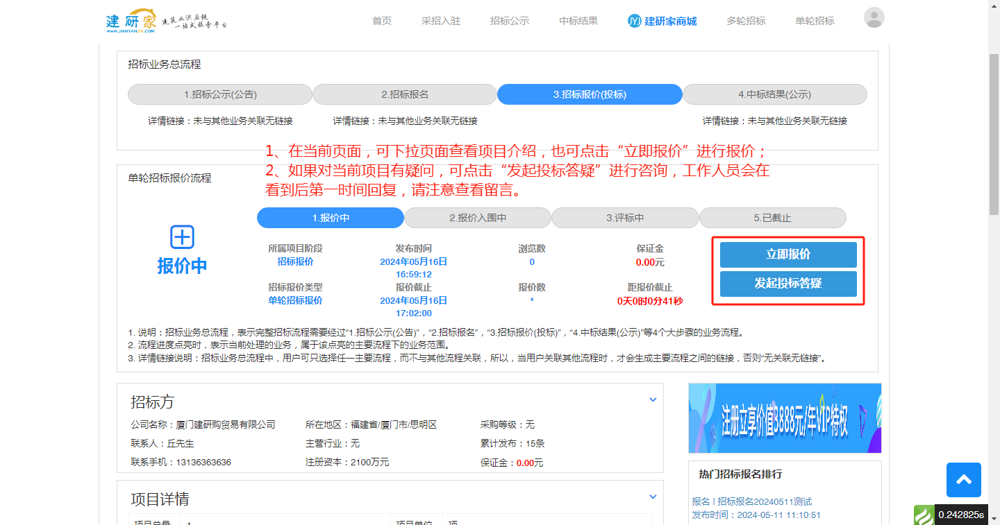 建研家
WWW.JIANYANJIA.COM
建筑业供应链
一站式服务平台
首页
采招入驻
招标公示
中标结果
建研家商城
多轮招标
单轮招标
招标业务总流程
1.招标公示(公告)
2.招标报名
3.招标报价(投标)
4.中标结果(公示)
详情链接：未与其他业务关联无链接
详情链接：未与其他业务关联无链接
详情链接：未与其他业务关联无链接
1、在当前页面，可下拉页面查看项目介绍，也可点击“立即报价”进行报价；
2、如果对当前项目有疑问，可点击“发起投标答疑”进行咨询，工作人员会在
看到后第一时间回复，请注意查看留言。
单轮招标报价流程
1.报价中
2.报价入围中
3.评标中
5.已截止
报价中
所属项目阶段
发布时间
浏览数
保证金
招标报价
2024年05月16日
16:59:12
0
0.00元
招标报价类型
报价截止
报价数
距报价截止
单轮招标报价
2024年05月16日
17:02:00
*
0天0时0分41秒
立即报价
发起投标答疑
1. 说明：招标业务总流程，表示完整招标流程需要经过“1.招标公示(公告)”，“2.招标报名”，“3.招标报价(投标)”，“4.中标结果(公示)”等4个大步骤的业务流程。
2. 流程进度点亮时，表示当前处理的业务，属于该点亮的主要流程下的业务范围。
3. 详情链接说明：招标业务总流程中，用户可只选择任一主要流程，而不与其他流程关联，所以，当用户关联其他流程时，才会生成主要流程之间的链接，否则“无关联无链接”。
招标方
公司名称：厦门建研购贸易有限公司
所在地区：福建省/厦门市/思明区
采购等级：无
联系人：丘先生
主营行业：无
累计发布：15条
联系手机：13136363636
注册资本：2100万元
保证金：0.00元
注册立享价值3888元/年VIP特权
热门招标报名排行
报名 | 招标报名20240511测试
发布时间：2024-05-11 11:10:51
项目详情
项目总量
1
项目单位
项
0.242825s